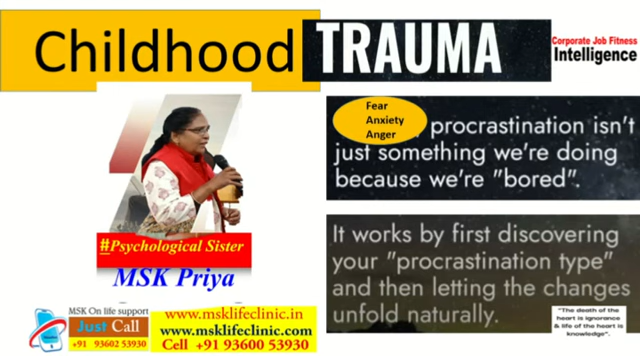 Childhood TRAUMA
Corporate Job Fitness
Intelligence
Fear
Anxiety
Anger
procrastination isn't
just something we're doing
because we're "bored".
#Psychological Sister
MSK Priya
It works by first discovering
your "procrastination type"
and then letting the changes
unfold naturally.
MSK On life support
Just Call
+91 93602 53930
www.msklifeclinic.in
www.msklifeclinic.com
Cell +91 93600 53930
"The death of the
heart is ignorance
& life of the heart is
knowledge".